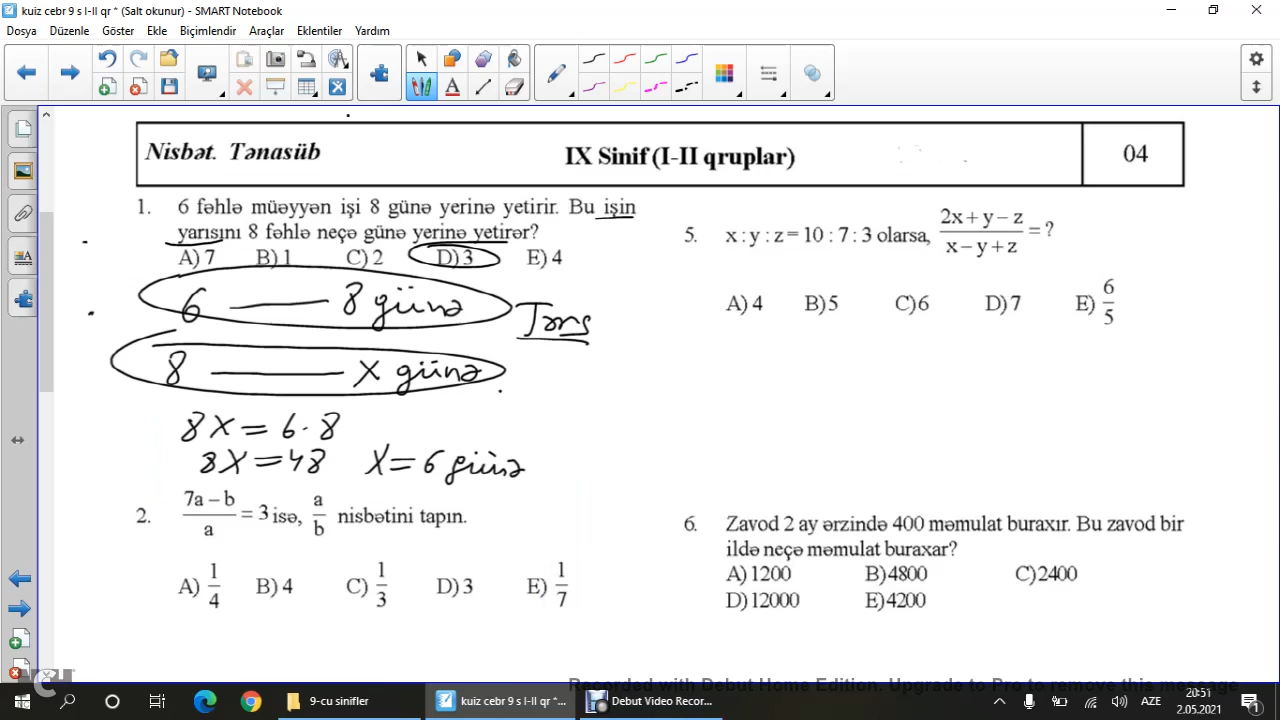 kuiz cebr 9 s I-II qr * (Salt okunur) - SMART Notebook
Dosya Düzenle Göster Ekle Biçimlendir Araçlar Eklentiler Yardım
Nisbət. Tənasüb IX Sinif (I-II qruplar) 04
1. 6 fəhlə müəyyən işi 8 günə yerinə yetirir. Bu işin
yarısını 8 fəhlə neçə günə yerinə yetirər?
A) 7 B) 1 C) 2 D) 3 E) 4
6 — 8 günə
Tərs
8 — X günə
8X = 6·8
8X = 48 X = 6 günə
2. (7a – b)/a = 3 isə, a/b nisbətini tapın.
A) 1/4 B) 4 C) 1/3 D) 3 E) 1/7
5. x : y : z = 10 : 7 : 3 olarsa, (2x + y – z)/(x – y + z) = ?
A) 4 B) 5 C) 6 D) 7 E) 6/5
6. Zavod 2 ay ərzində 400 məmulat buraxır. Bu zavod bir
ildə neçə məmulat buraxar?
A) 1200 B) 4800 C) 2400
D) 12000 E) 4200
Recorded with Debut Home Edition. Upgrade to Pro to remove this message
9-cu sinifler kuiz cebr 9 s I-II qr *... Debut Video Recor... AZE 20:51
2.05.2021
1